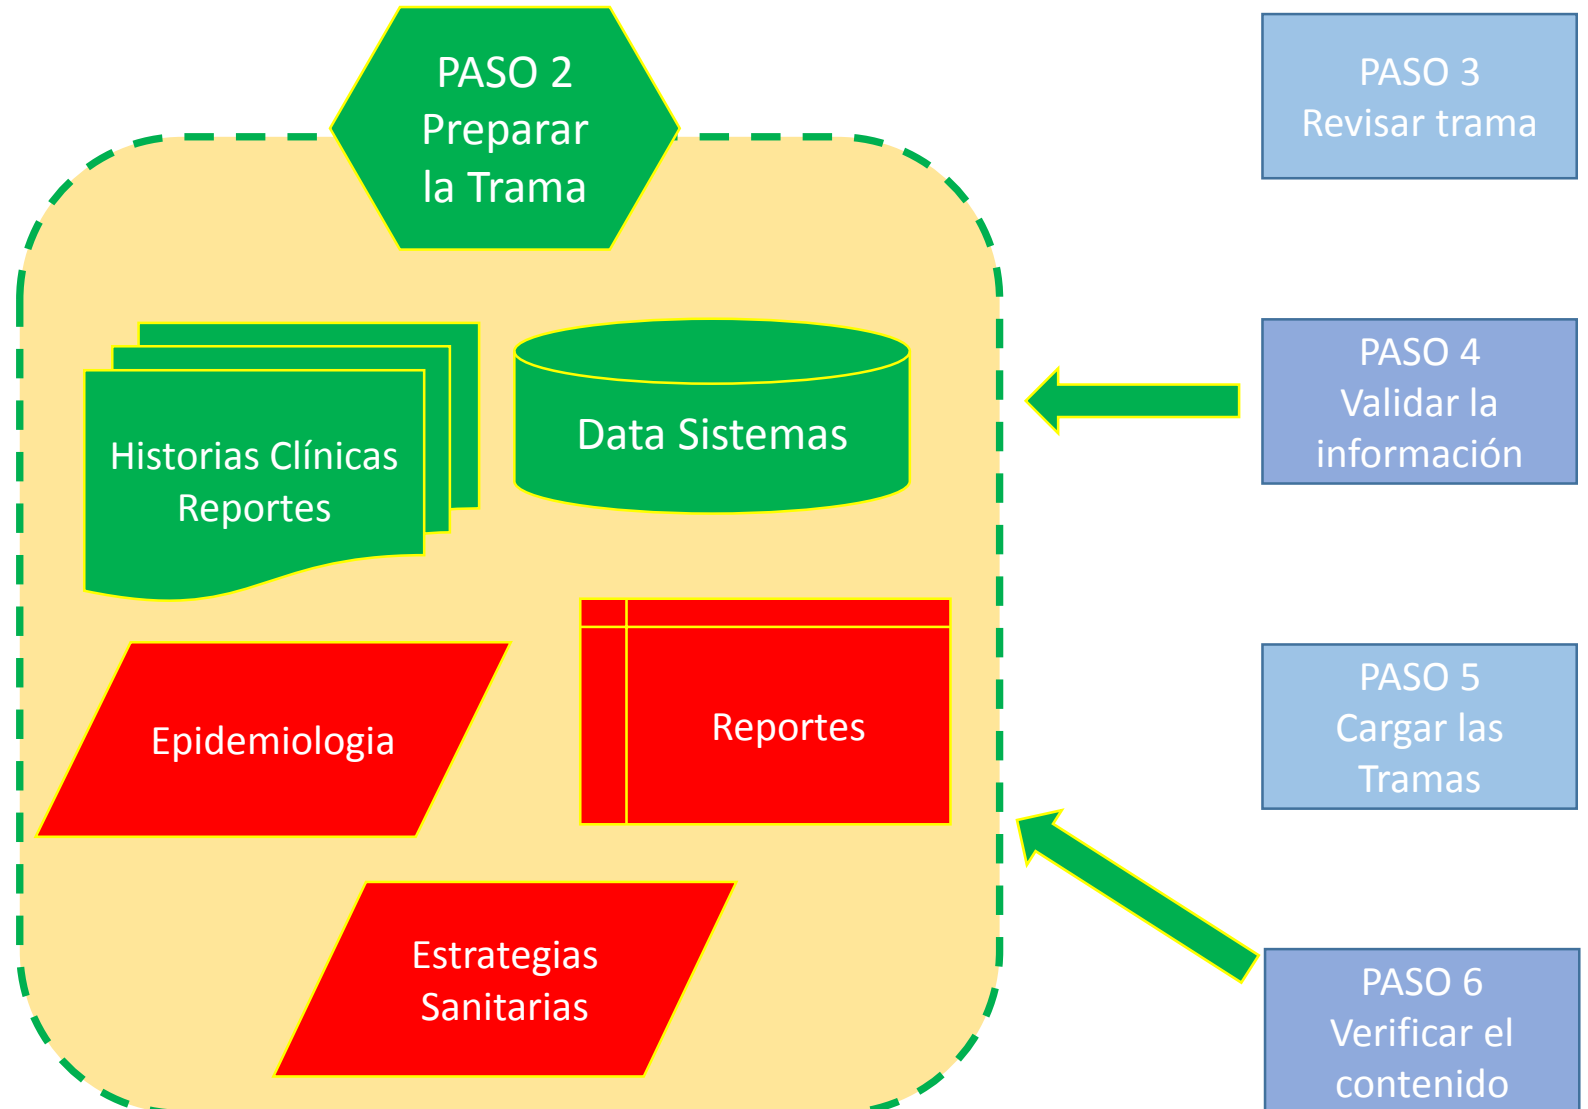 PASO 2
Preparar
la Trama
Historias Clínicas
Reportes
Data Sistemas
Epidemiologia
Reportes
Estrategias
Sanitarias
PASO 3
Revisar trama
PASO 4
Validar la
información
PASO 5
Cargar las
Tramas
PASO 6
Verificar el
contenido